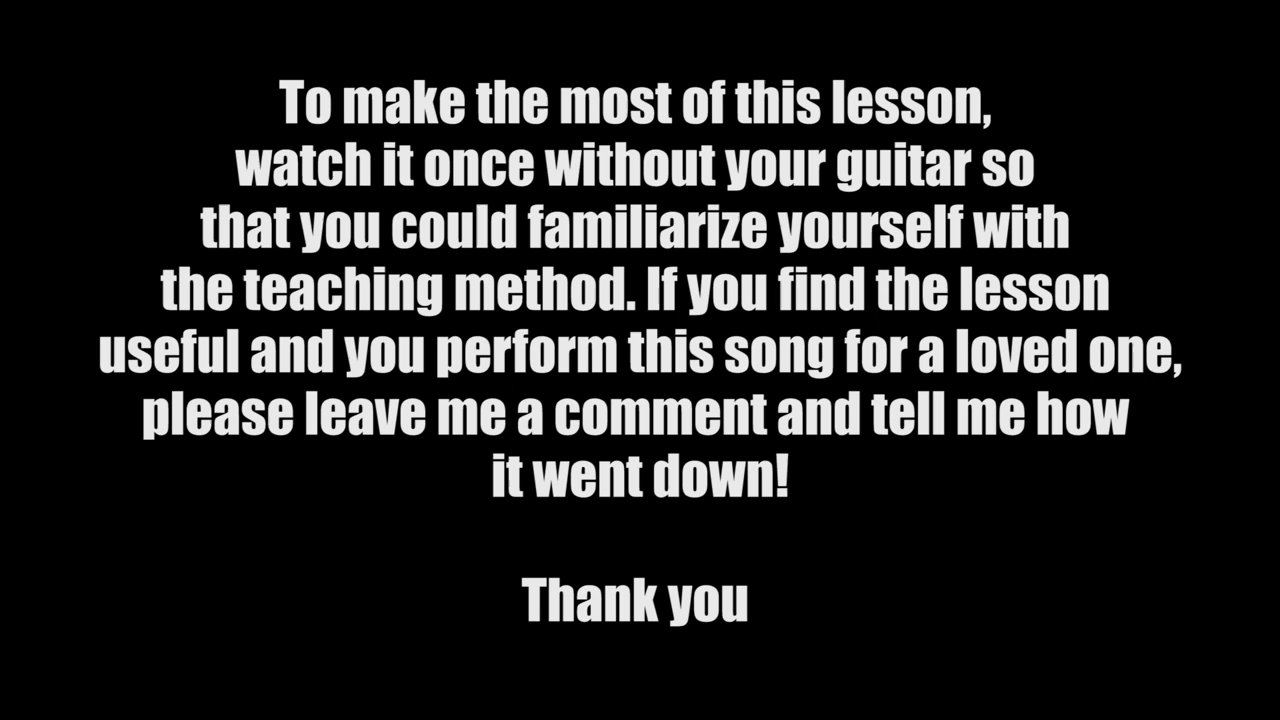 To make the most of this lesson,
watch it once without your guitar so
that you could familiarize yourself with
the teaching method. If you find the lesson
useful and you perform this song for a loved one,
please leave me a comment and tell me how
it went down!
Thank you